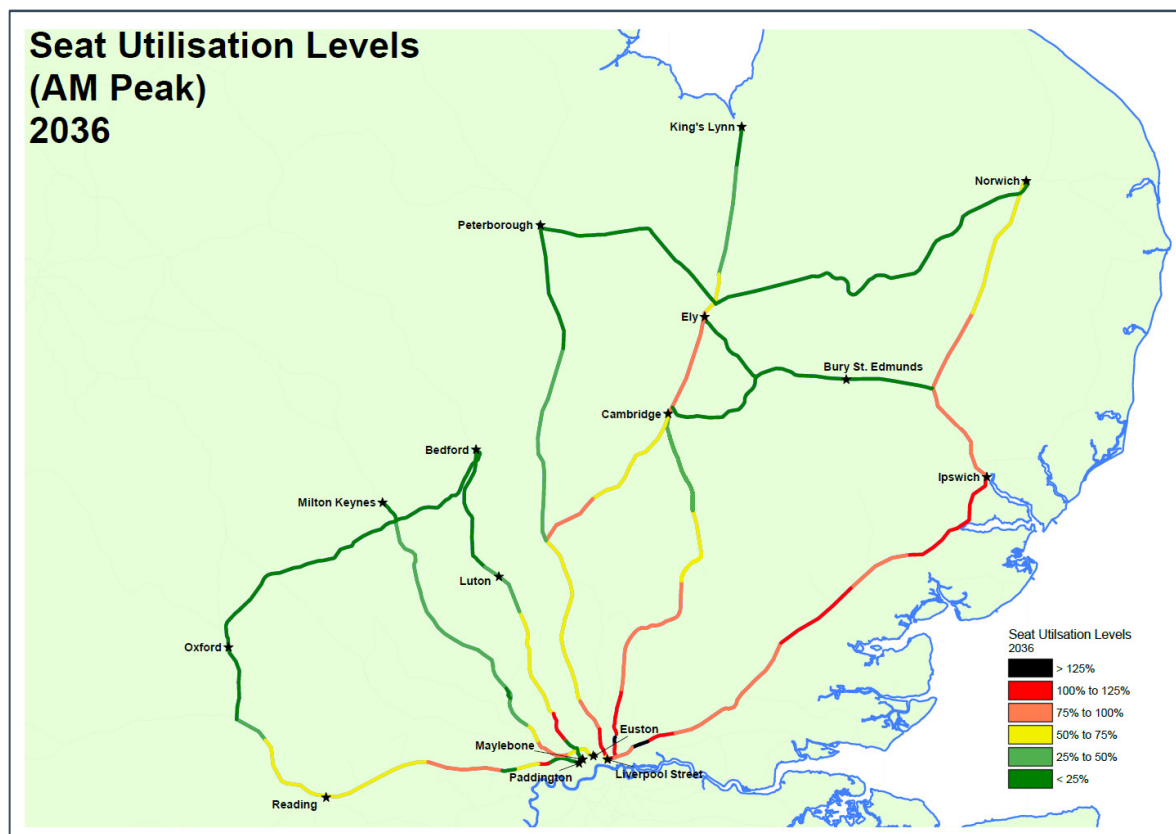 Seat Utilisation Levels
(AM Peak)
2036
King's Lynn
Norwich
Peterborough
Ely
Bury St. Edmunds
Cambridge
Bedford
Ipswich
Milton Keynes
Luton
Oxford
Euston
Maylebone
Paddington
Liverpool Street
Reading
Seat Utilsation Levels
2036
> 125%
100% to 125%
75% to 100%
50% to 75%
25% to 50%
< 25%